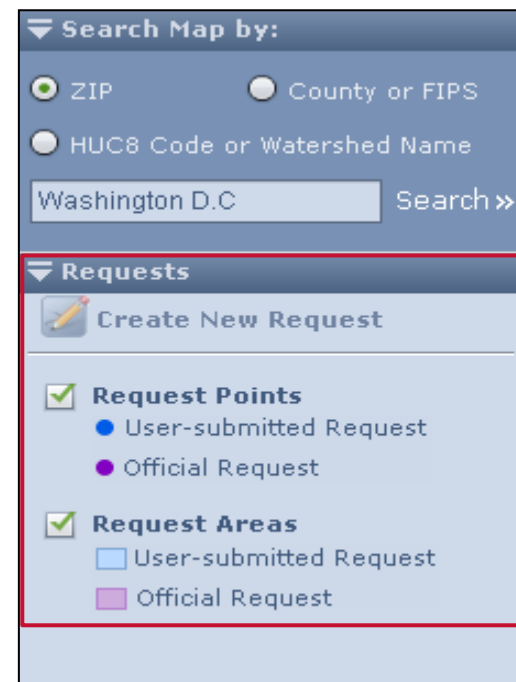 Search Map by:
ZIP County or FIPS
HUC8 Code or Watershed Name
Washington D.C Search »
Requests
Create New Request
Request Points
User-submitted Request
Official Request
Request Areas
User-submitted Request
Official Request